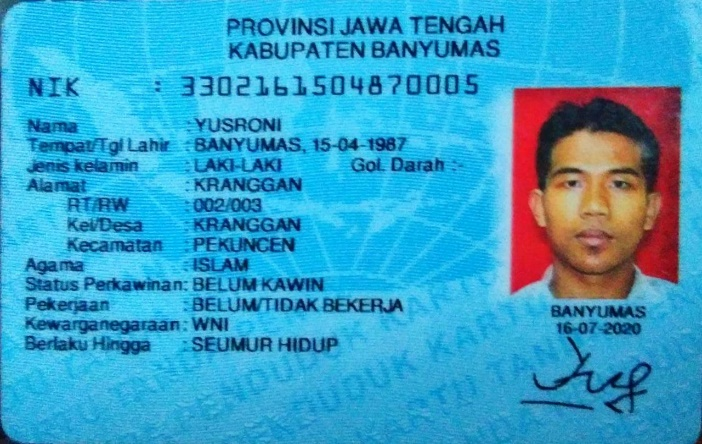 PROVINSI JAWA TENGAH
KABUPATEN BANYUMAS
NIK : 3302161504870005
Nama : YUSRONI
Tempat/Tgl Lahir : BANYUMAS, 15-04-1987
Jenis kelamin : LAKI-LAKI Gol. Darah :-
Alamat : KRANGGAN
RT/RW : 002/003
Kel/Desa : KRANGGAN
Kecamatan : PEKUNCEN
Agama : ISLAM
Status Perkawinan: BELUM KAWIN
Pekerjaan : BELUM/TIDAK BEKERJA
Kewarganegaraan: WNI
Berlaku Hingga : SEUMUR HIDUP
BANYUMAS
16-07-2020